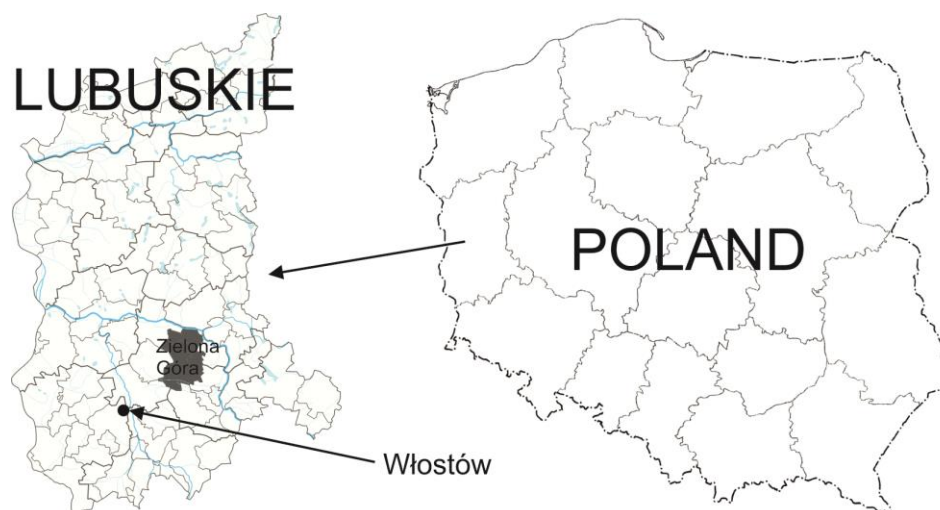 LUBUSKIE
POLAND
Zielona
Góra
Włostów